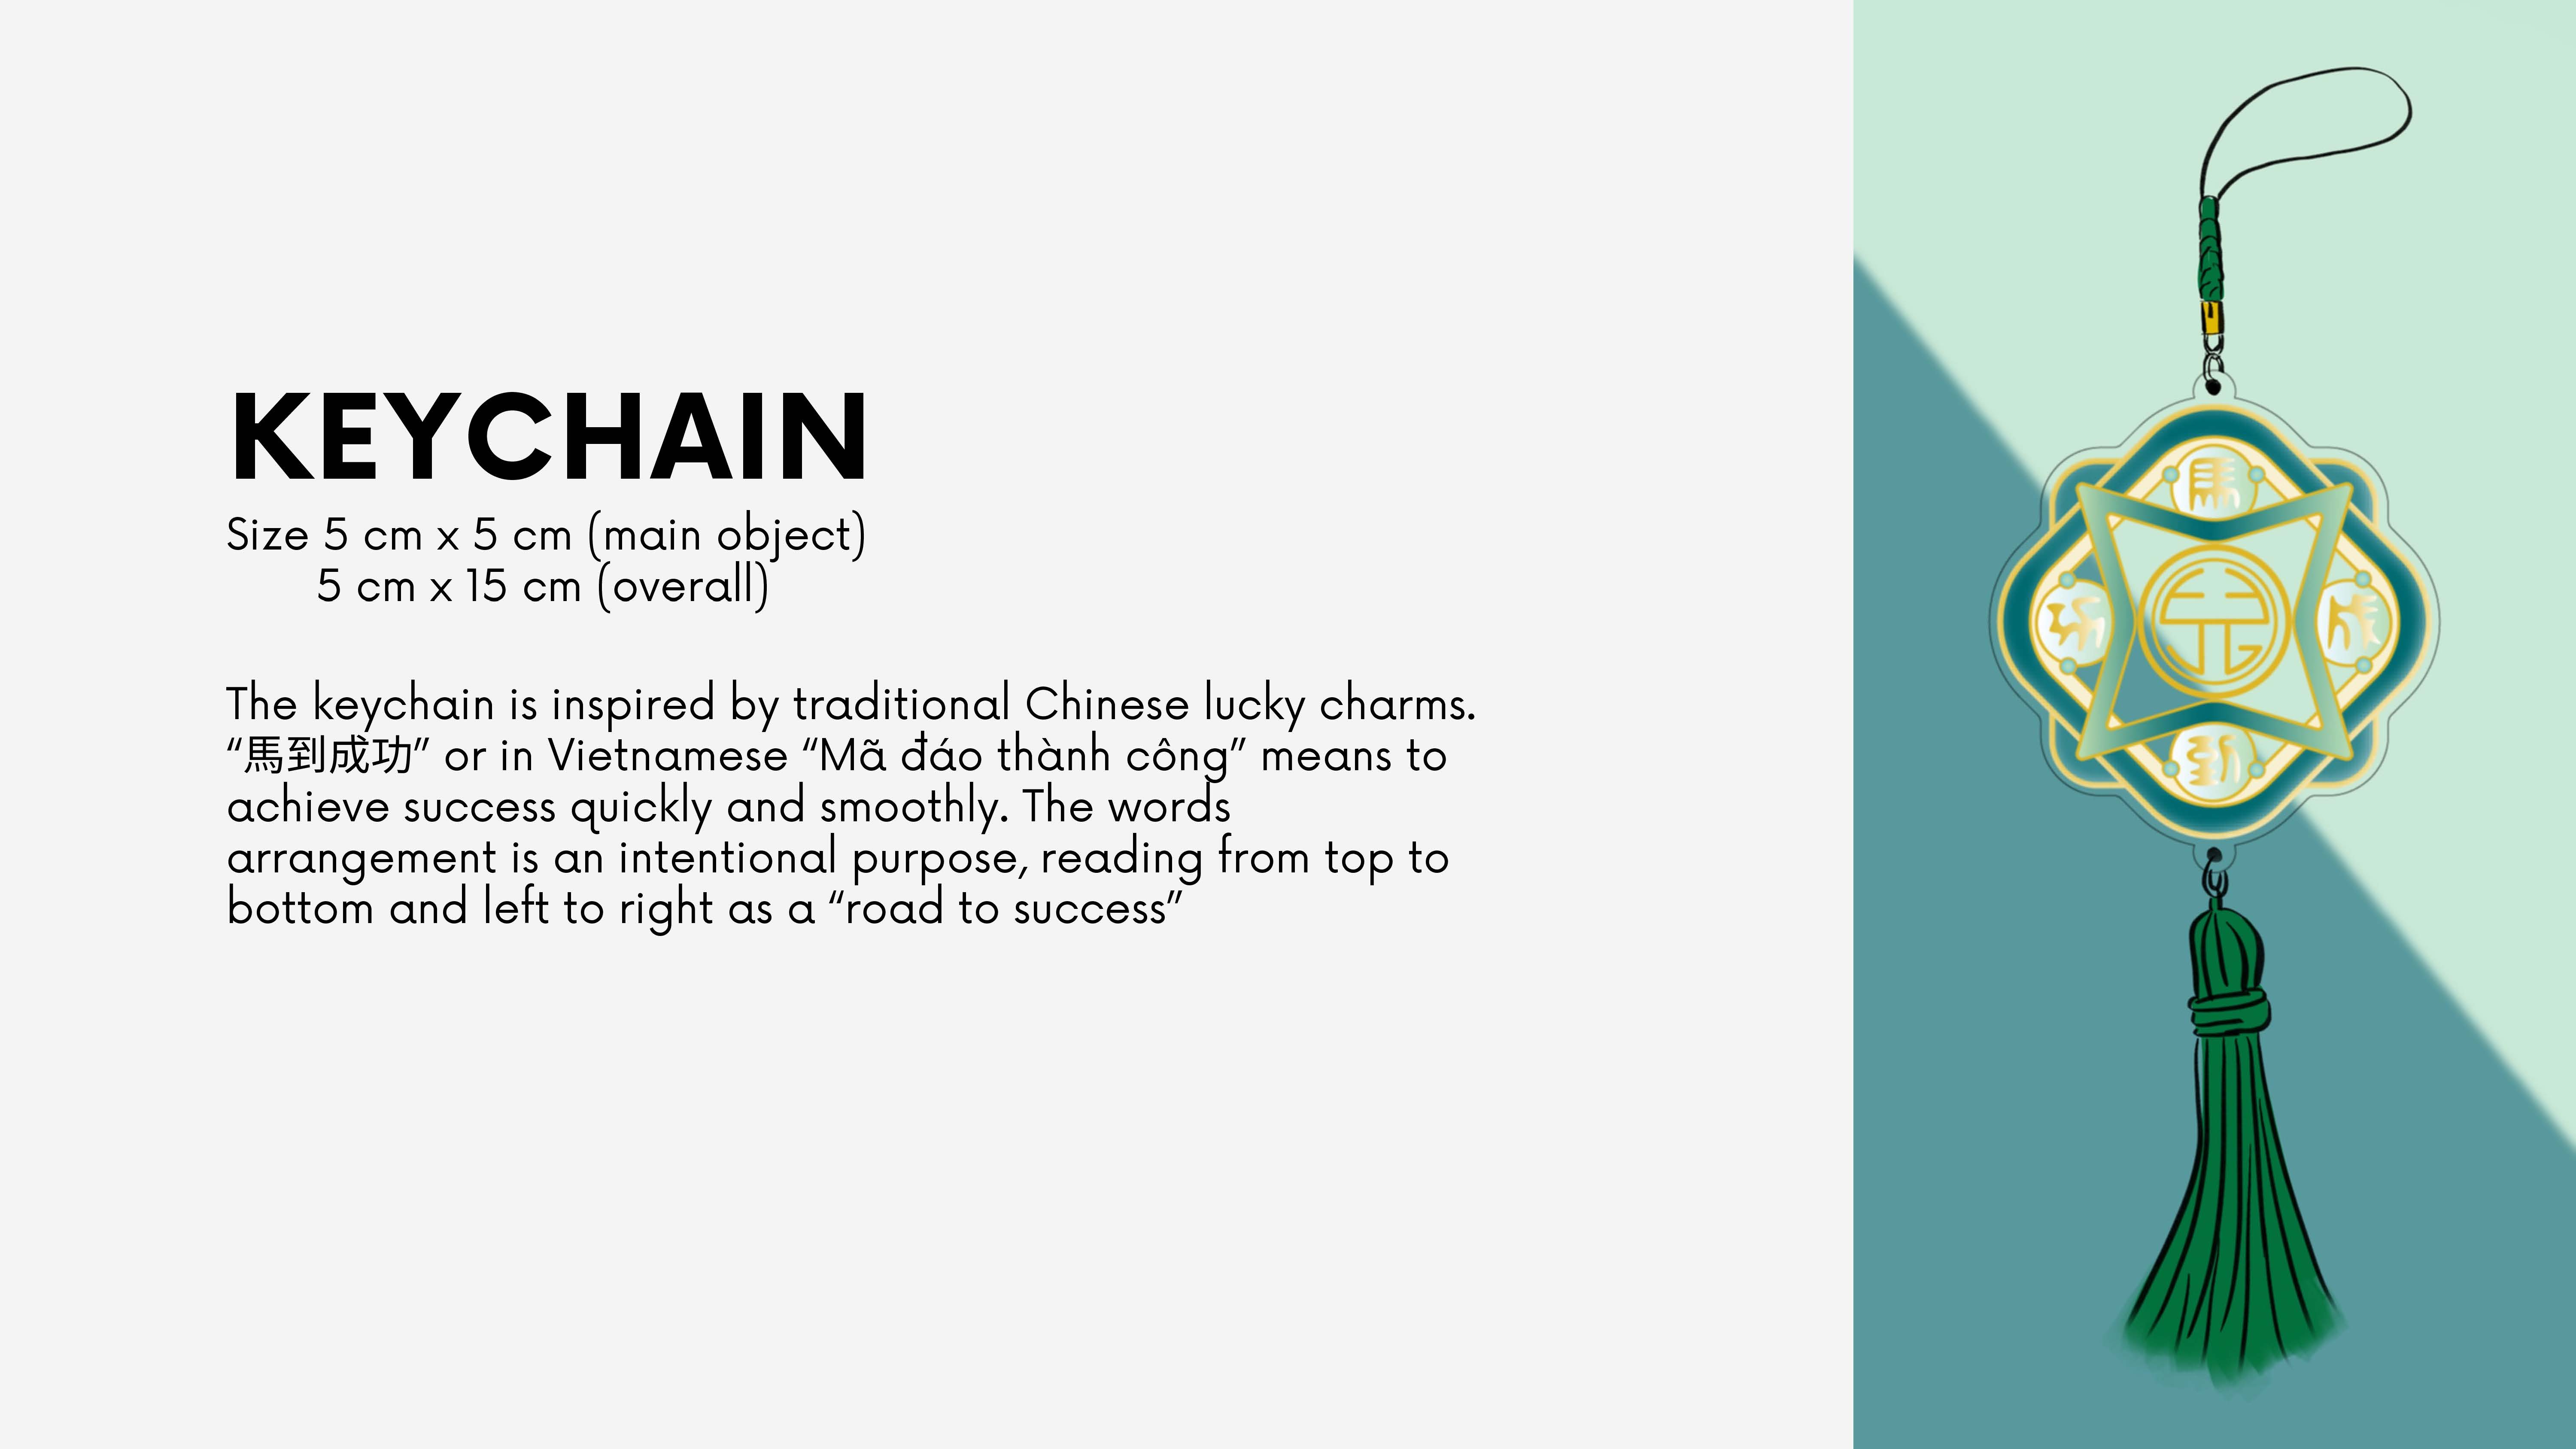 KEYCHAIN
Size 5 cm x 5 cm (main object)
5 cm x 15 cm (overall)
The keychain is inspired by traditional Chinese lucky charms.
“馬到成功” or in Vietnamese “Mã đáo thành công” means to
achieve success quickly and smoothly. The words
arrangement is an intentional purpose, reading from top to
bottom and left to right as a “road to success”
馬
成
到